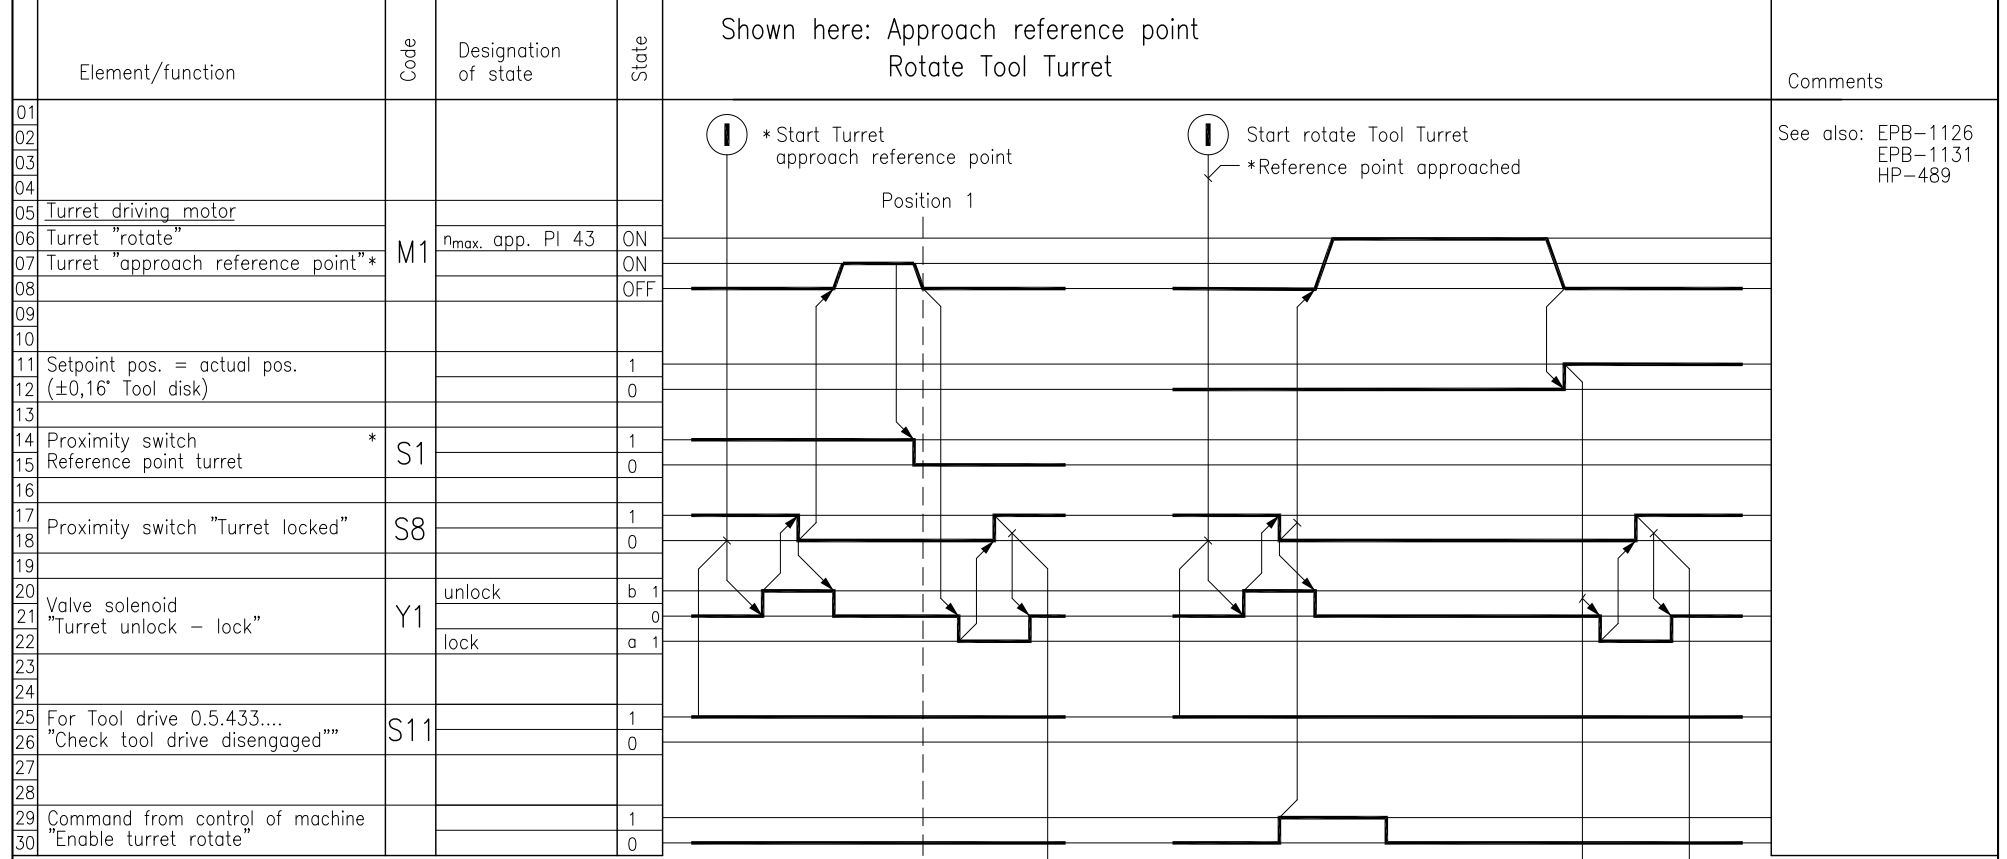 Shown here: Approach reference point
Rotate Tool Turret
Element/function
Code
Designation
of state
State
Comments
01
02
03
04
* Start Turret
approach reference point
Start rotate Tool Turret
*Reference point approached
See also: EPB-1126
EPB-1131
HP-489
Position 1
05 Turret driving motor
06 Turret "rotate" nmax. app. PI 43 ON
M1
07 Turret "approach reference point"* ON
08 OFF
09
10
11 Setpoint pos. = actual pos. 1
12 (±0,16° Tool disk) 0
13
14 Proximity switch * 1
S1
15 Reference point turret 0
16
17 1
Proximity switch "Turret locked" S8
18 0
19
20 unlock b 1
Valve solenoid
21 Y1 0
"Turret unlock - lock"
22 lock a 1
23
24
25 For Tool drive 0.5.433.... 1
S11
26 "Check tool drive disengaged"" 0
27
28
29 Command from control of machine 1
30 "Enable turret rotate" 0